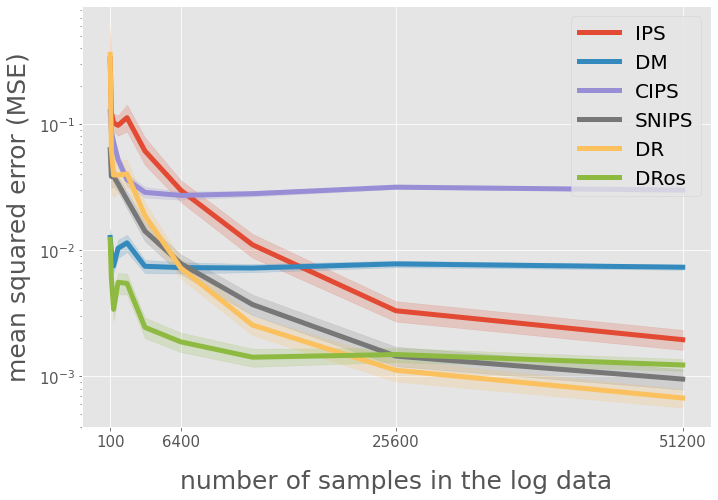 mean squared error (MSE)
10⁻¹
10⁻²
10⁻³
IPS
DM
CIPS
SNIPS
DR
DRos
100 6400 25600 51200
number of samples in the log data